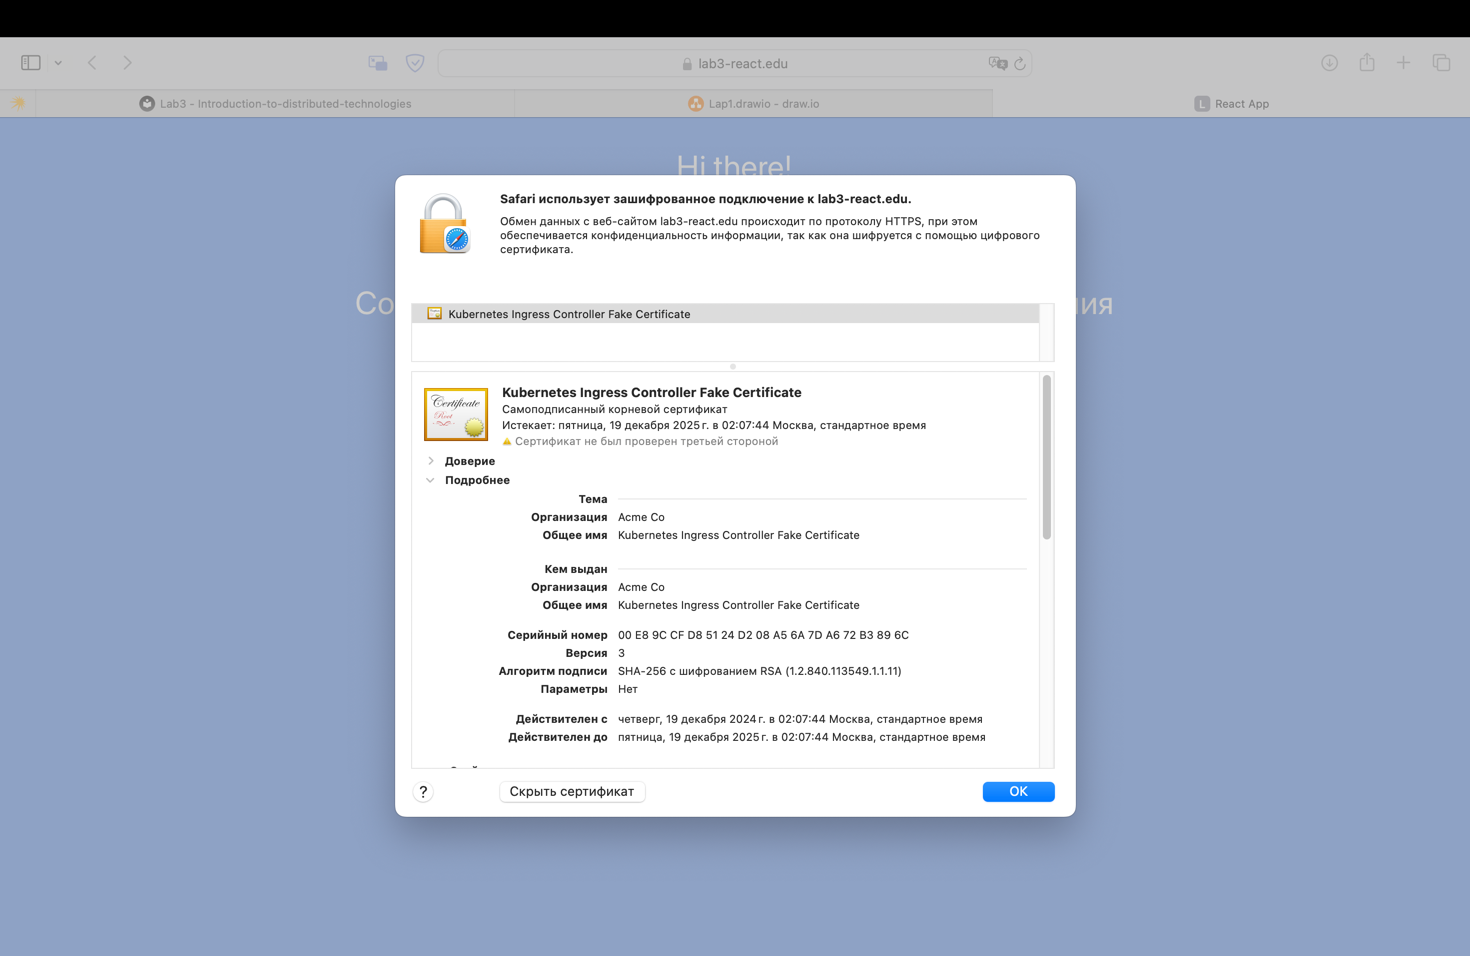 lab3-react.edu
Lab3 - Introduction-to-distributed-technologies
Lap1.drawio - draw.io
L React App
Hi there!
Safari использует зашифрованное подключение к lab3-react.edu.
Обмен данных с веб-сайтом lab3-react.edu происходит по протоколу HTTPS, при этом
обеспечивается конфиденциальность информации, так как она шифруется с помощью цифрового
сертификата.
Со
ия
Kubernetes Ingress Controller Fake Certificate
Certificate
Root
Kubernetes Ingress Controller Fake Certificate
Самоподписанный корневой сертификат
Истекает: пятница, 19 декабря 2025 г. в 02:07:44 Москва, стандартное время
Сертификат не был проверен третьей стороной
Доверие
Подробнее
Тема
Организация Acme Co
Общее имя Kubernetes Ingress Controller Fake Certificate
Кем выдан
Организация Acme Co
Общее имя Kubernetes Ingress Controller Fake Certificate
Серийный номер 00 E8 9C CF D8 51 24 D2 08 A5 6A 7D A6 72 B3 89 6C
Версия 3
Алгоритм подписи SHA-256 с шифрованием RSA (1.2.840.113549.1.1.11)
Параметры Нет
Действителен с четверг, 19 декабря 2024 г. в 02:07:44 Москва, стандартное время
Действителен до пятница, 19 декабря 2025 г. в 02:07:44 Москва, стандартное время
? Скрыть сертификат OK